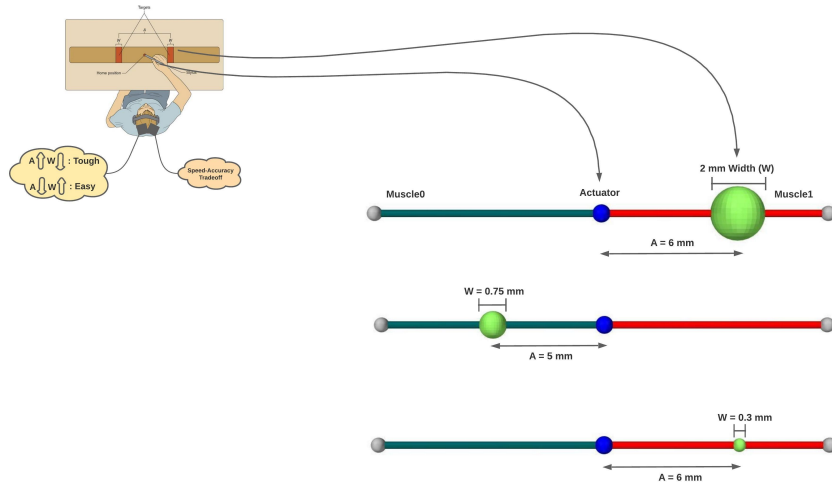 Targets
A
W
W
Home position
Stylus
A W : Tough
A W : Easy
Speed-Accuracy
Tradeoff
2 mm Width (W)
Muscle0
Actuator
Muscle1
A = 6 mm
W = 0.75 mm
A = 5 mm
W = 0.3 mm
A = 6 mm